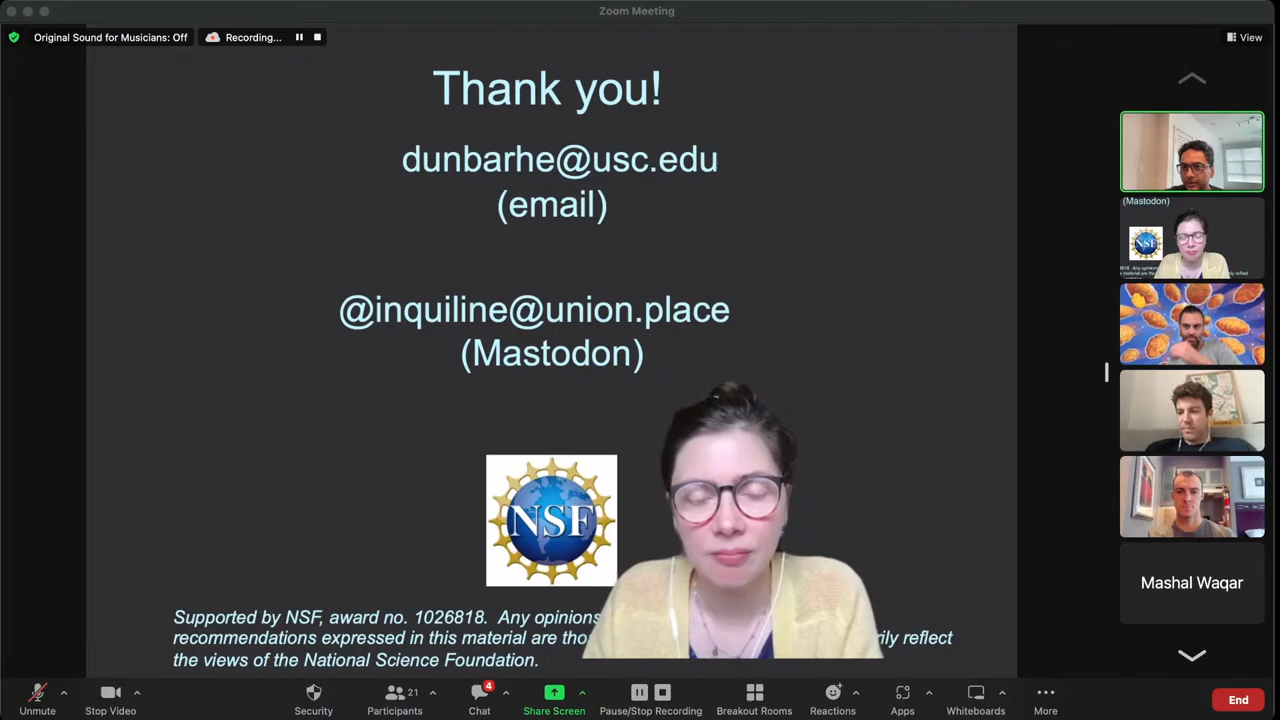 Zoom Meeting
Original Sound for Musicians: Off
Recording...
View
Thank you!
dunbarhe@usc.edu
(email)
@inquiline@union.place
(Mastodon)
NSF
Supported by NSF, award no. 1026818. Any opinions
recommendations expressed in this material are tho rily reflect
the views of the National Science Foundation.
(Mastodon)
NSF
Mashal Waqar
Unmute
Stop Video
Security
Participants
21
Chat
4
Share Screen
Pause/Stop Recording
Breakout Rooms
Reactions
Apps
Whiteboards
More
End